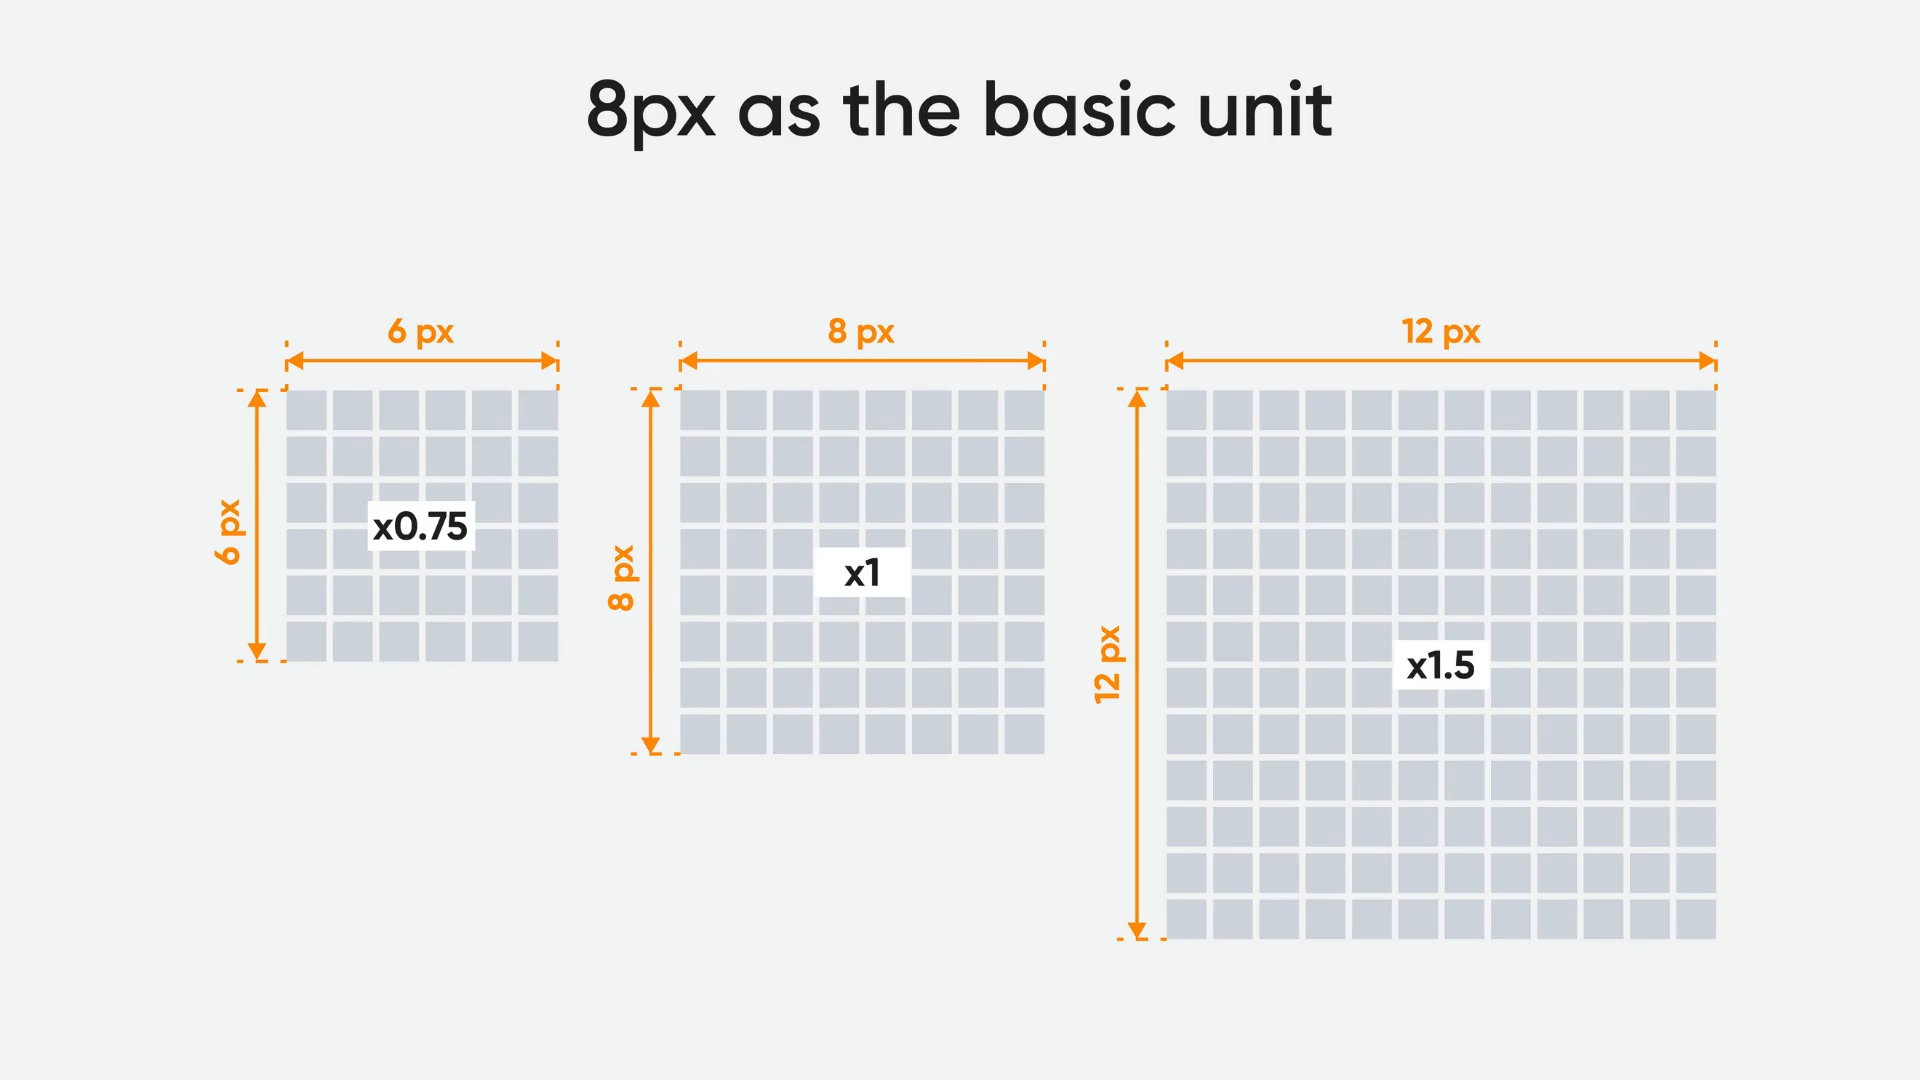 8px as the basic unit
6 px
6 px
x0.75
8 px
8 px
x1
12 px
12 px
x1.5